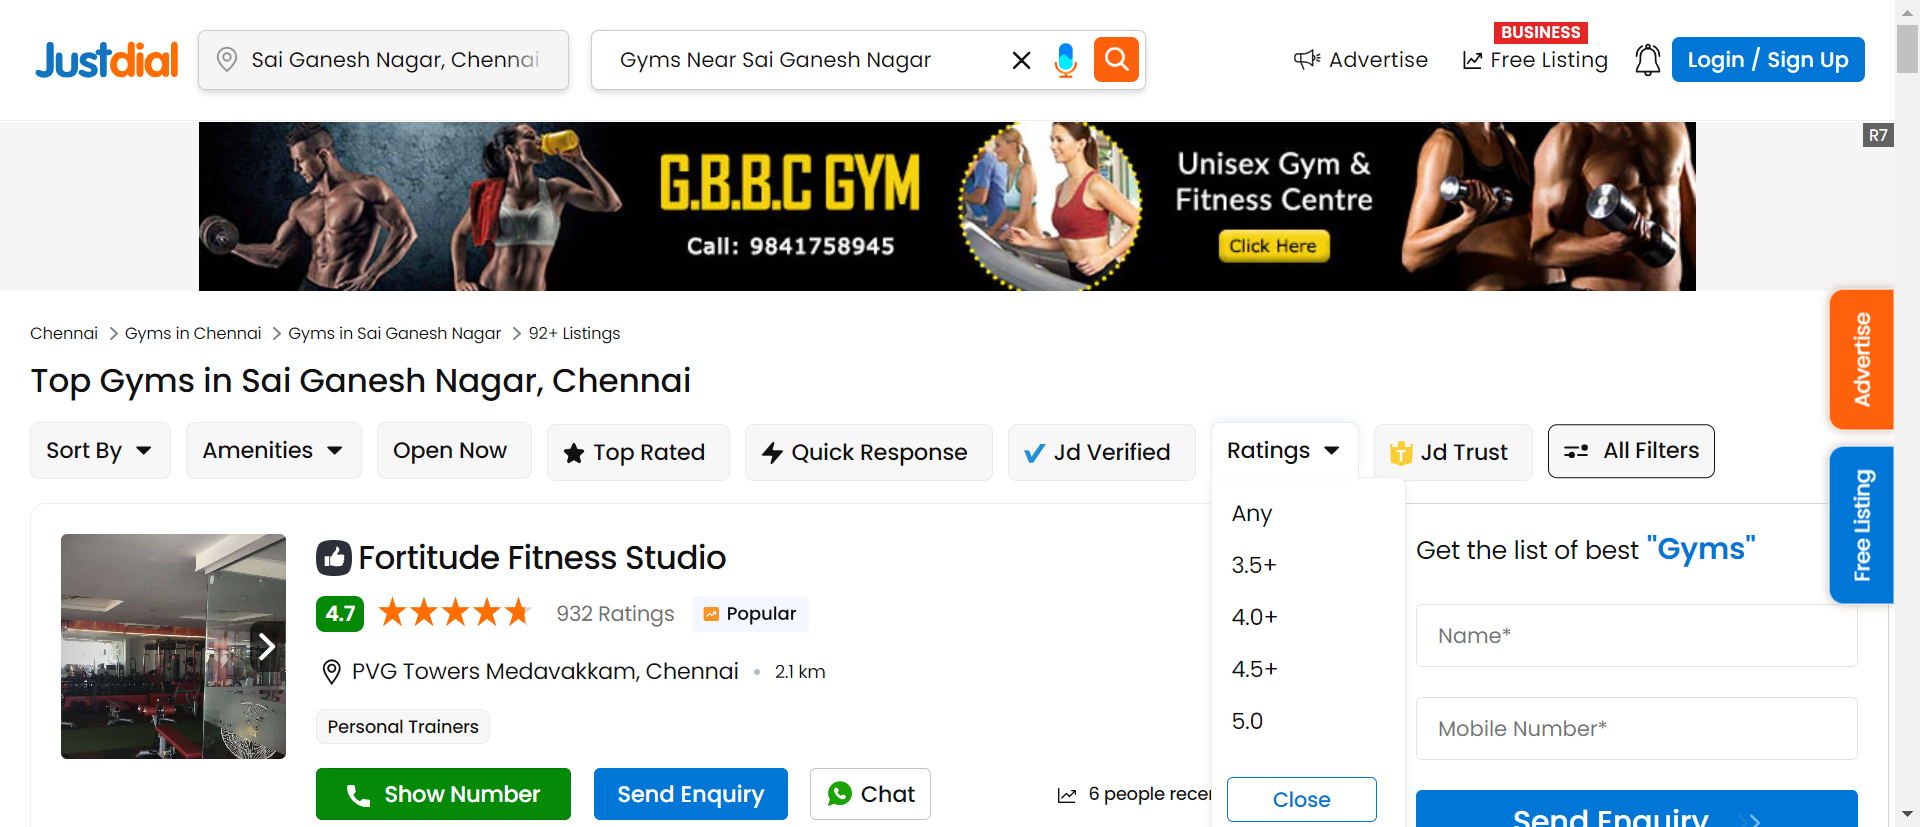 Justdial
Sai Ganesh Nagar, Chennai
Gyms Near Sai Ganesh Nagar
Advertise
BUSINESS
Free Listing
Login / Sign Up
G.B.B.C GYM
Call: 9841758945
Unisex Gym &
Fitness Centre
Click Here
R7
Chennai > Gyms in Chennai > Gyms in Sai Ganesh Nagar > 92+ Listings
Top Gyms in Sai Ganesh Nagar, Chennai
Sort By
Amenities
Open Now
Top Rated
Quick Response
Jd Verified
Ratings
Jd Trust
All Filters
Any
3.5+
4.0+
4.5+
5.0
Close
Fortitude Fitness Studio
4.7
932 Ratings
Popular
PVG Towers Medavakkam, Chennai • 2.1 km
Personal Trainers
Show Number
Send Enquiry
Chat
6 people recer
Get the list of best "Gyms"
Name*
Mobile Number*
Send Enquiry
Advertise
Free Listing